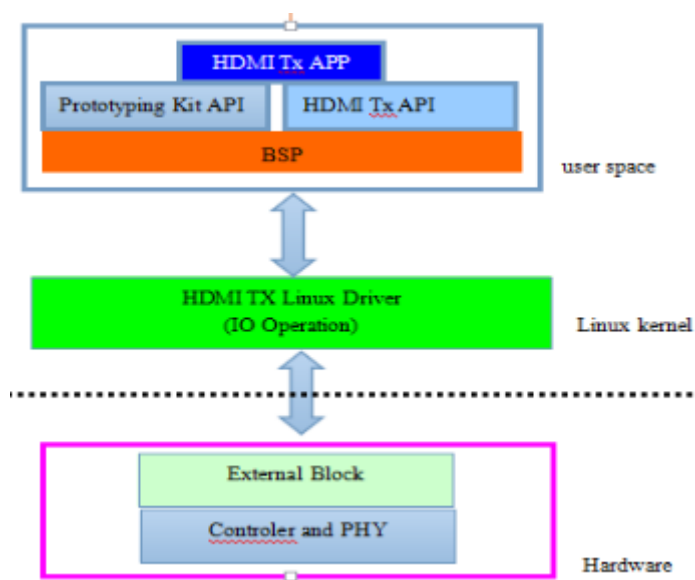 HDMI Tx APP
Prototyping Kit API
HDMI Tx API
BSP
user space
HDMI TX Linux Driver
(IO Operation)
Linux kernel
External Block
Controler and PHY
Hardware